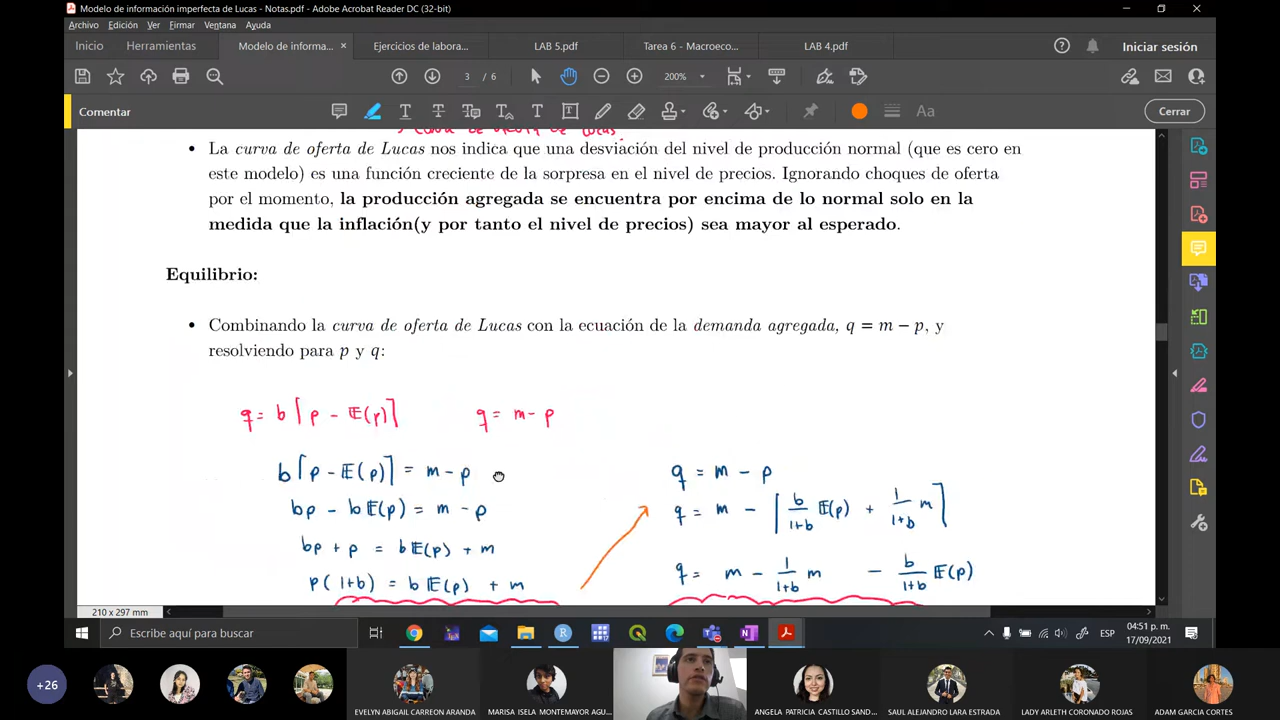 Modelo de información imperfecta de Lucas - Notas.pdf - Adobe Acrobat Reader DC (32-bit)
Archivo Edición Ver Firmar Ventana Ayuda
Inicio Herramientas Modelo de informa... × Ejercicios de labora... LAB 5.pdf Tarea 6 - Macroeco... LAB 4.pdf Iniciar sesión
3 / 6 200%
Comentar Aa Cerrar
• La curva de oferta de Lucas nos indica que una desviación del nivel de producción normal (que es cero en
este modelo) es una función creciente de la sorpresa en el nivel de precios. Ignorando choques de oferta
por el momento, la producción agregada se encuentra por encima de lo normal solo en la
medida que la inflación(y por tanto el nivel de precios) sea mayor al esperado.
Equilibrio:
• Combinando la curva de oferta de Lucas con la ecuación de la demanda agregada, q = m − p, y
resolviendo para p y q:
q = b[p - 𝔼(p)] q = m - p
b[p - 𝔼(p)] = m - p
bp - b𝔼(p) = m - p
bp + p = b𝔼(p) + m
p(1+b) = b𝔼(p) + m
q = m - p
q = m - [b/1+b 𝔼(p) + 1/1+b m]
q = m - 1/1+b m - b/1+b 𝔼(p)
210 x 297 mm
Escribe aquí para buscar ESP 04:51 p. m.
17/09/2021
+26 EVELYN ABIGAIL CARREON ARANDA MARISA ISELA MONTEMAYOR AGU... ANGELA PATRICIA CASTILLO SAND... SAUL ALEJANDRO LARA ESTRADA LADY ARLETH CORONADO ROJAS ADAM GARCIA CORTES